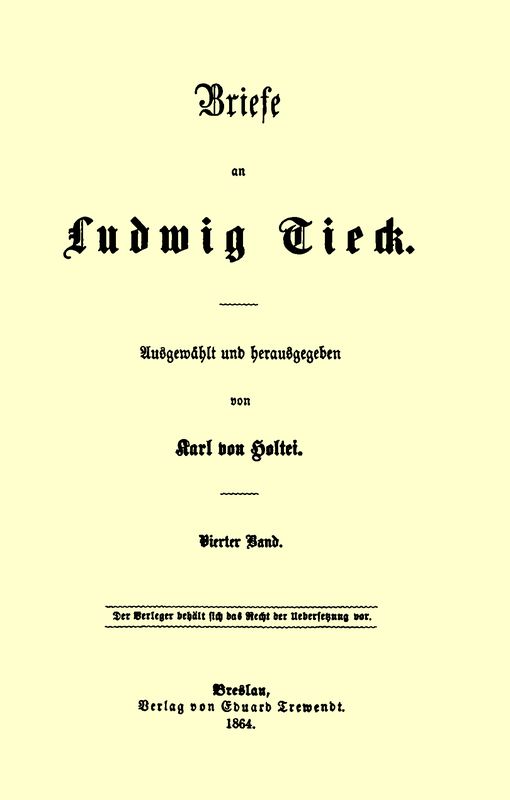 Briefe
an
Ludwig Tieck.
Ausgewählt und herausgegeben
von
Karl von Holtei.
Vierter Band.
Der Verleger behält sich das Recht der Uebersetzung vor.
Breslau,
Verlag von Eduard Trewendt.
1864.